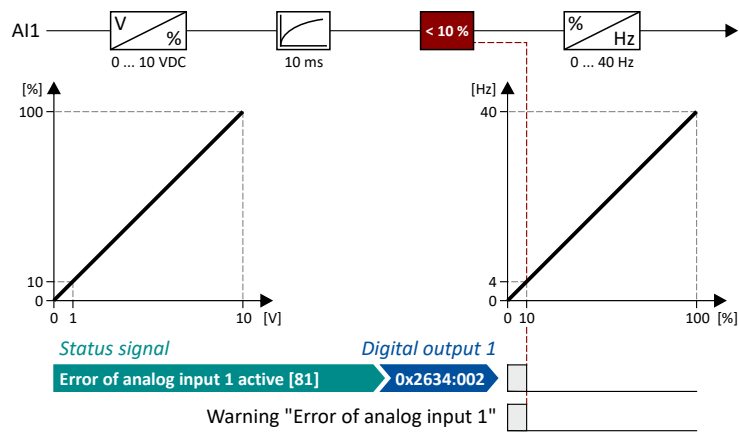 AI1
V
%
< 10 %
%
Hz
0 ... 10 VDC
10 ms
0 ... 40 Hz
[%]
100
10
0
0 1 10 [V]
[Hz]
40
4
0
0 10 100 [%]
Status signal
Digital output 1
Error of analog input 1 active [81]
0x2634:002
Warning "Error of analog input 1"